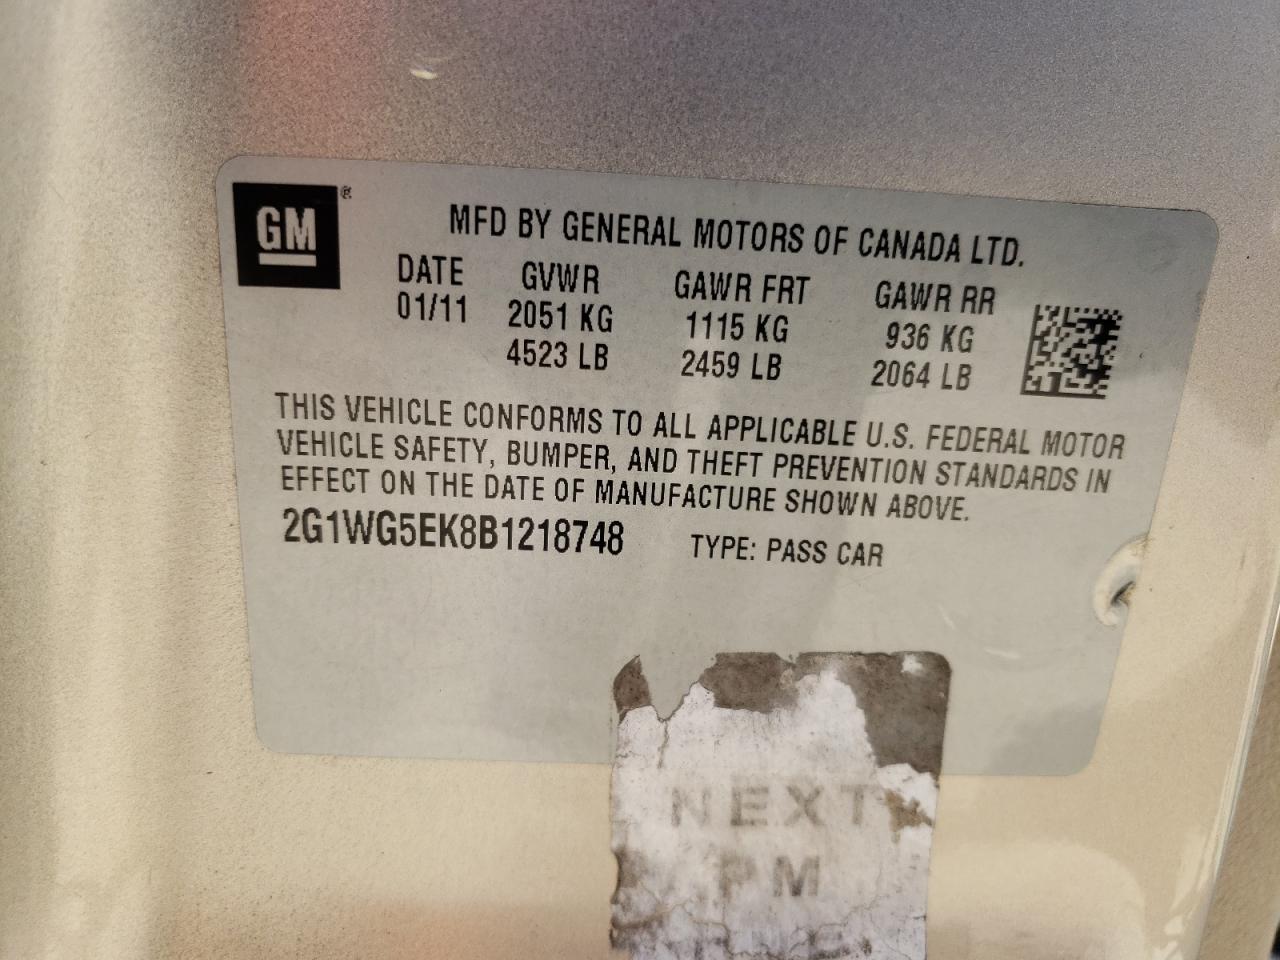 GM ®
MFD BY GENERAL MOTORS OF CANADA LTD.
DATE GVWR GAWR FRT GAWR RR
01/11 2051 KG 1115 KG 936 KG
4523 LB 2459 LB 2064 LB
THIS VEHICLE CONFORMS TO ALL APPLICABLE U.S. FEDERAL MOTOR
VEHICLE SAFETY, BUMPER, AND THEFT PREVENTION STANDARDS IN
EFFECT ON THE DATE OF MANUFACTURE SHOWN ABOVE.
2G1WG5EK8B1218748 TYPE: PASS CAR
NEXT
PM